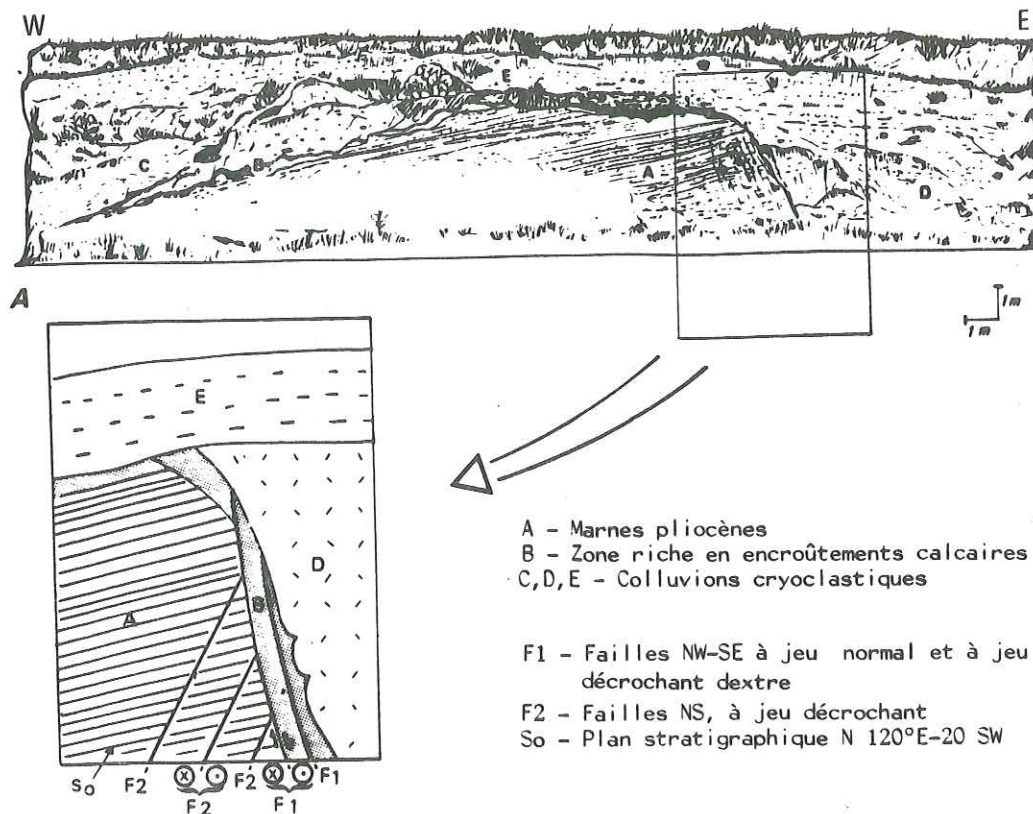 W E
E
C B A D
1m
1m
A
E
A B D
So F2 F2 F2 F1 F1
A - Marnes pliocènes
B - Zone riche en encroûtements calcaires
C,D,E - Colluvions cryoclastiques
F1 - Failles NW-SE à jeu normal et à jeu
décrochant dextre
F2 - Failles NS, à jeu décrochant
So - Plan stratigraphique N 120°E-20 SW